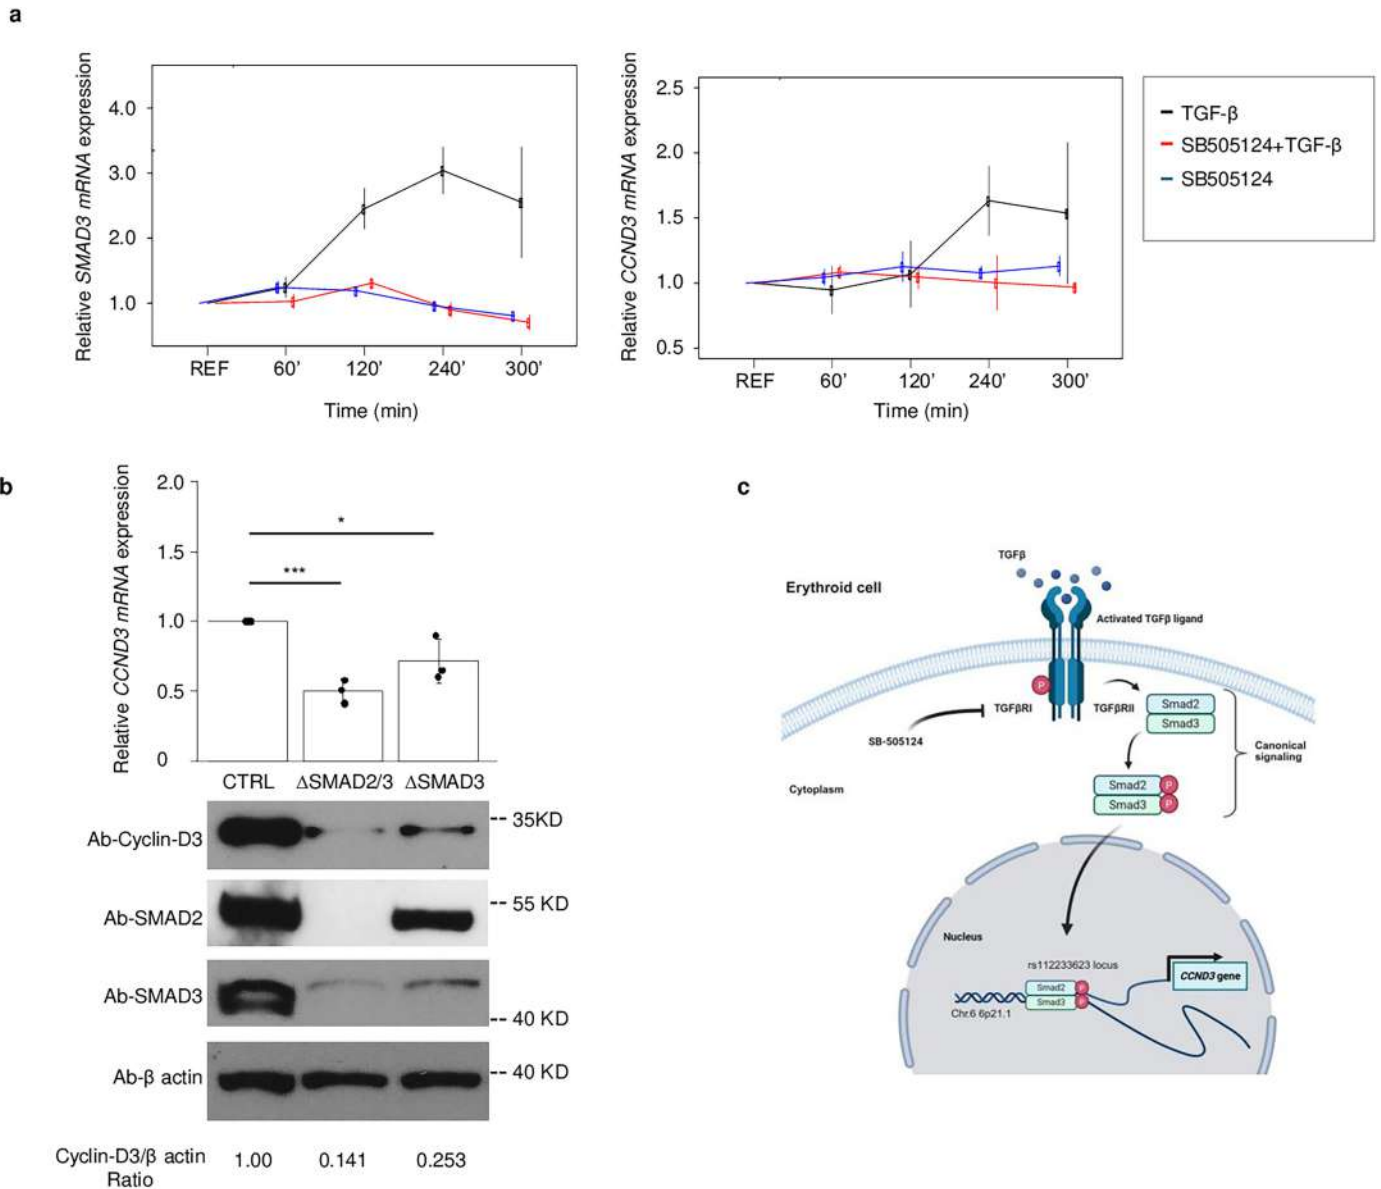 a
Relative SMAD3 mRNA expression
4.0
3.0
2.0
1.0
REF 60' 120' 240' 300'
Time (min)
Relative CCND3 mRNA expression
2.5
2.0
1.5
1.0
0.5
REF 60' 120' 240' 300'
Time (min)
TGF-β
SB505124+TGF-β
SB505124
b
Relative CCND3 mRNA expression
2.0
1.5
1.0
0.5
0
*
***
CTRL ΔSMAD2/3 ΔSMAD3
Ab-Cyclin-D3
-- 35KD
Ab-SMAD2
-- 55 KD
Ab-SMAD3
-- 40 KD
Ab-β actin
-- 40 KD
Cyclin-D3/β actin
Ratio
1.00 0.141 0.253
c
TGFβ
Erythroid cell
Activated TGFβ ligand
P
TGFβRI
TGFβRII
Smad2
Smad3
SB-505124
Canonical
signaling
Cytoplasm
Smad2 P
Smad3 P
Nucleus
rs112233623 locus
CCND3 gene
Smad2 P
Smad3 P
Chr.6 6p21.1